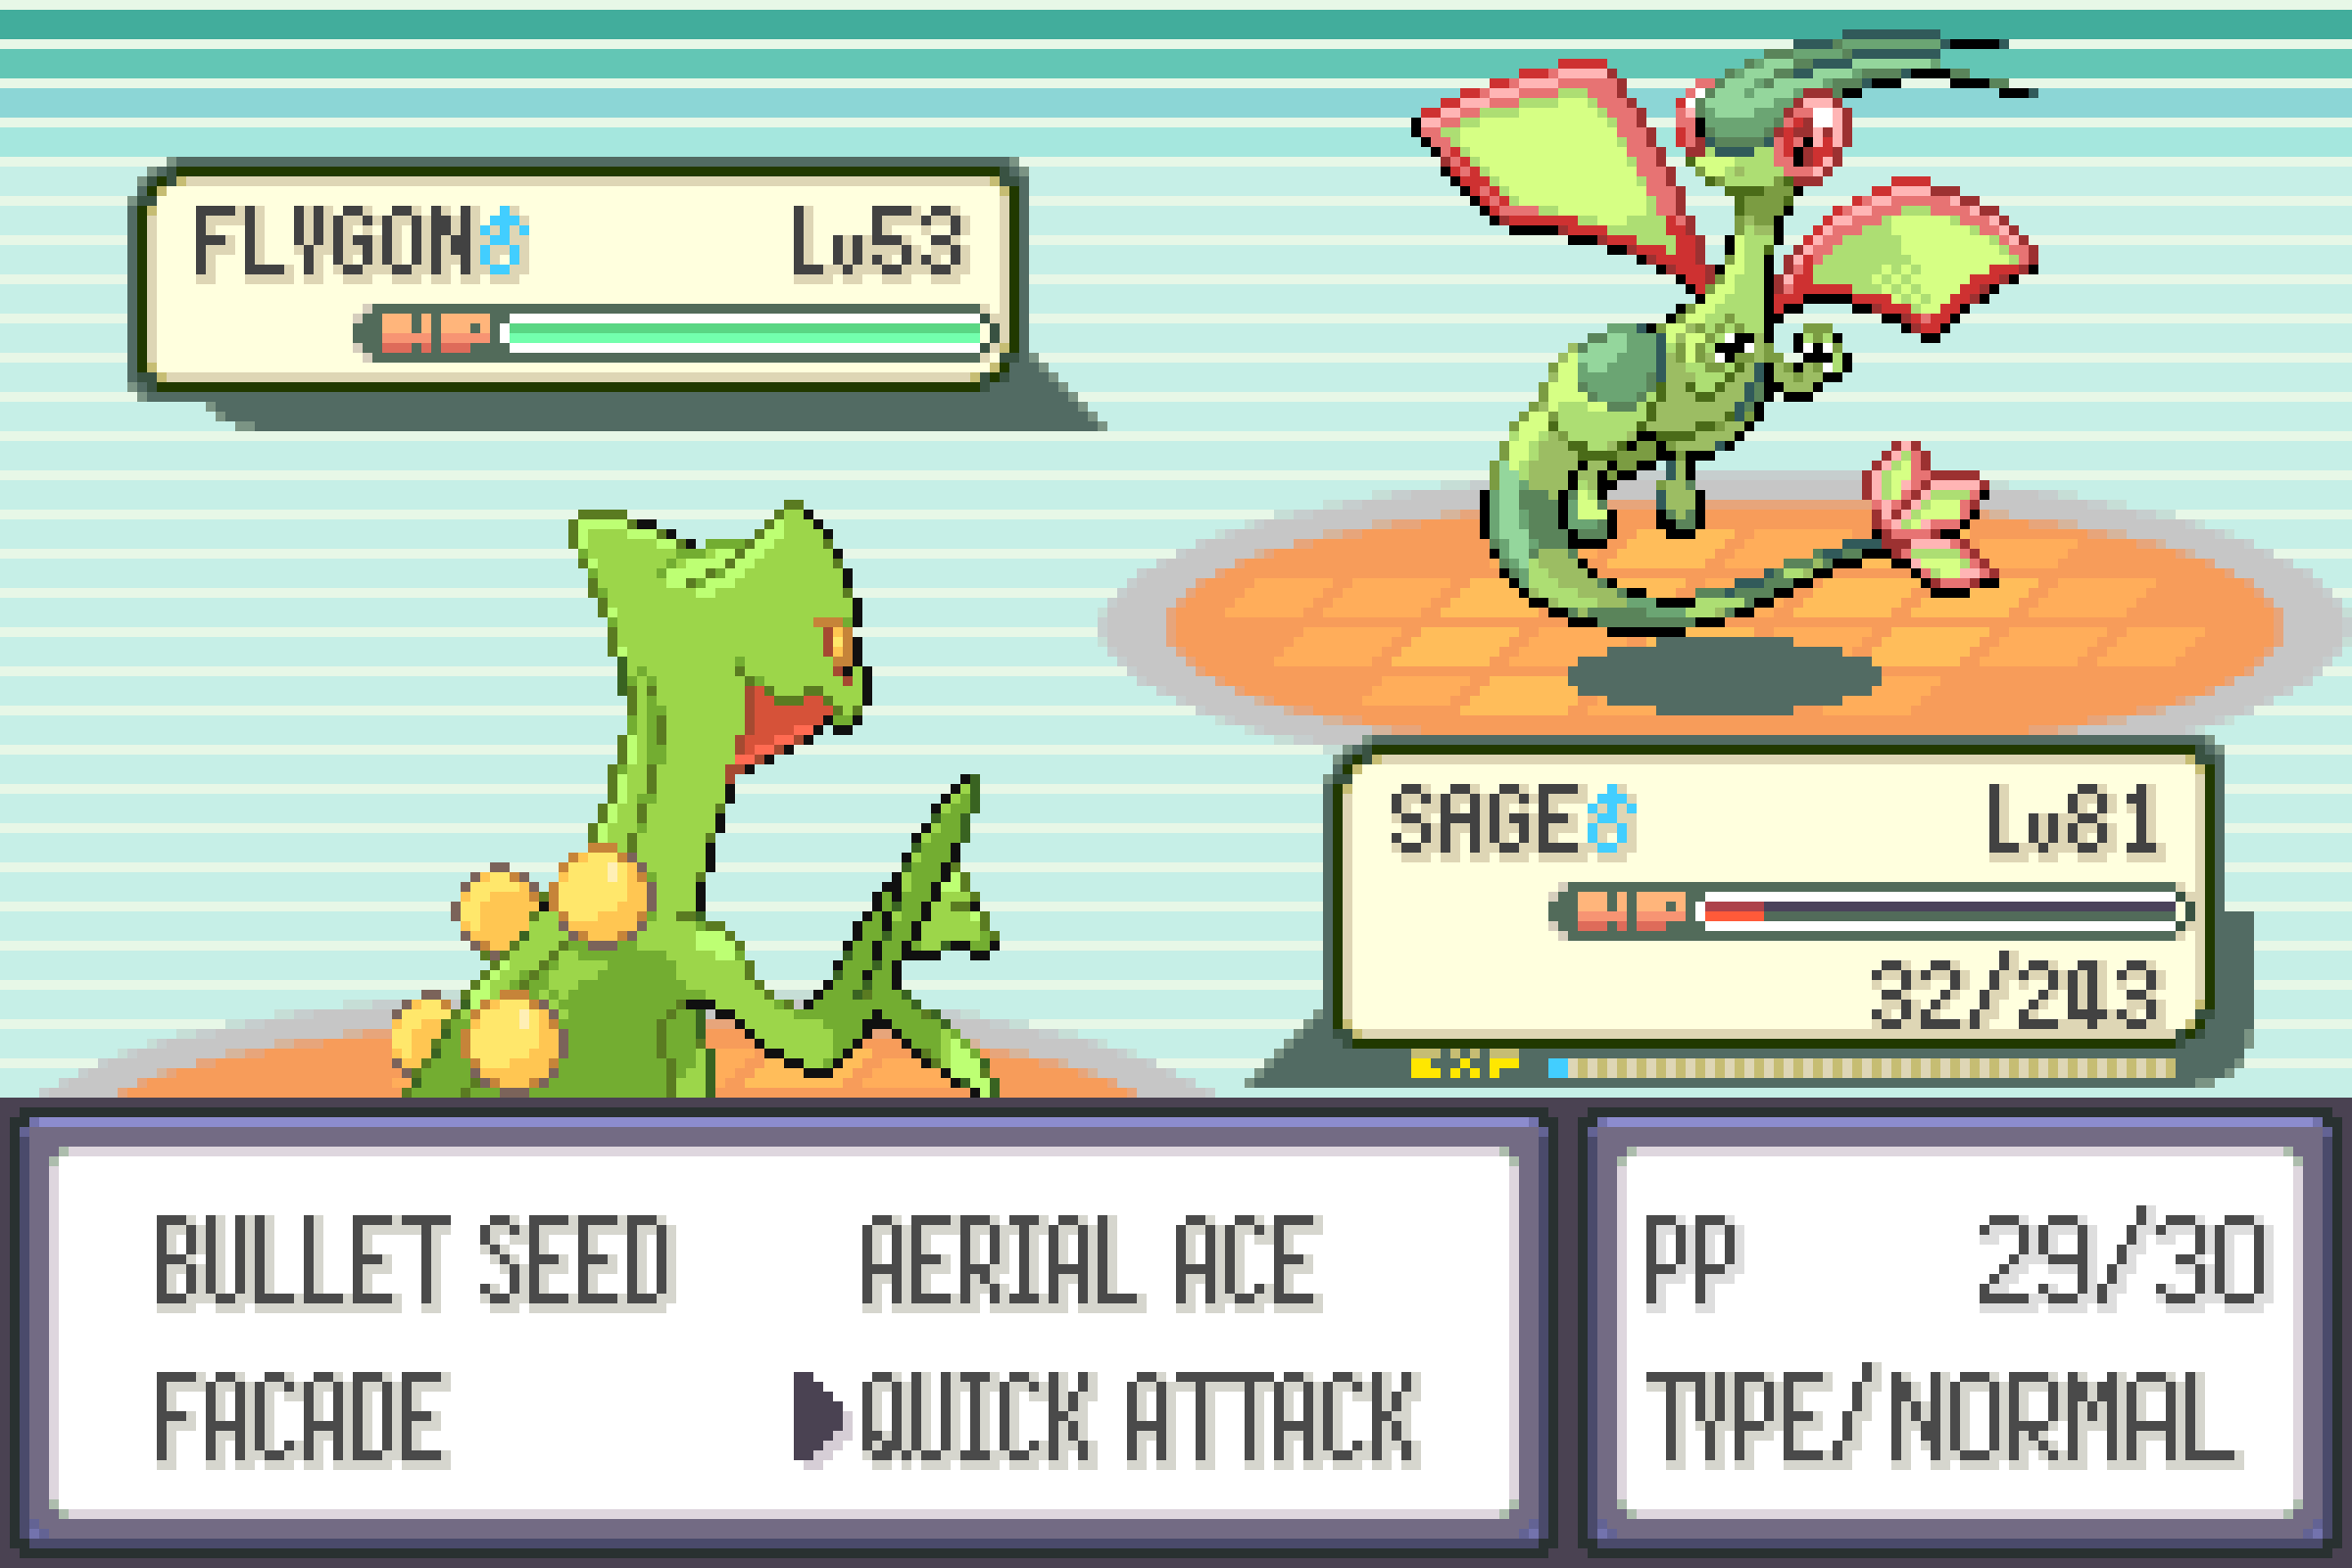 FLYGON♂ Lv53
HP
SAGE♂ Lv81
HP
32/243
EXP
BULLET SEED AERIAL ACE
FACADE ▶QUICK ATTACK
PP 29/30
TYPE/NORMAL